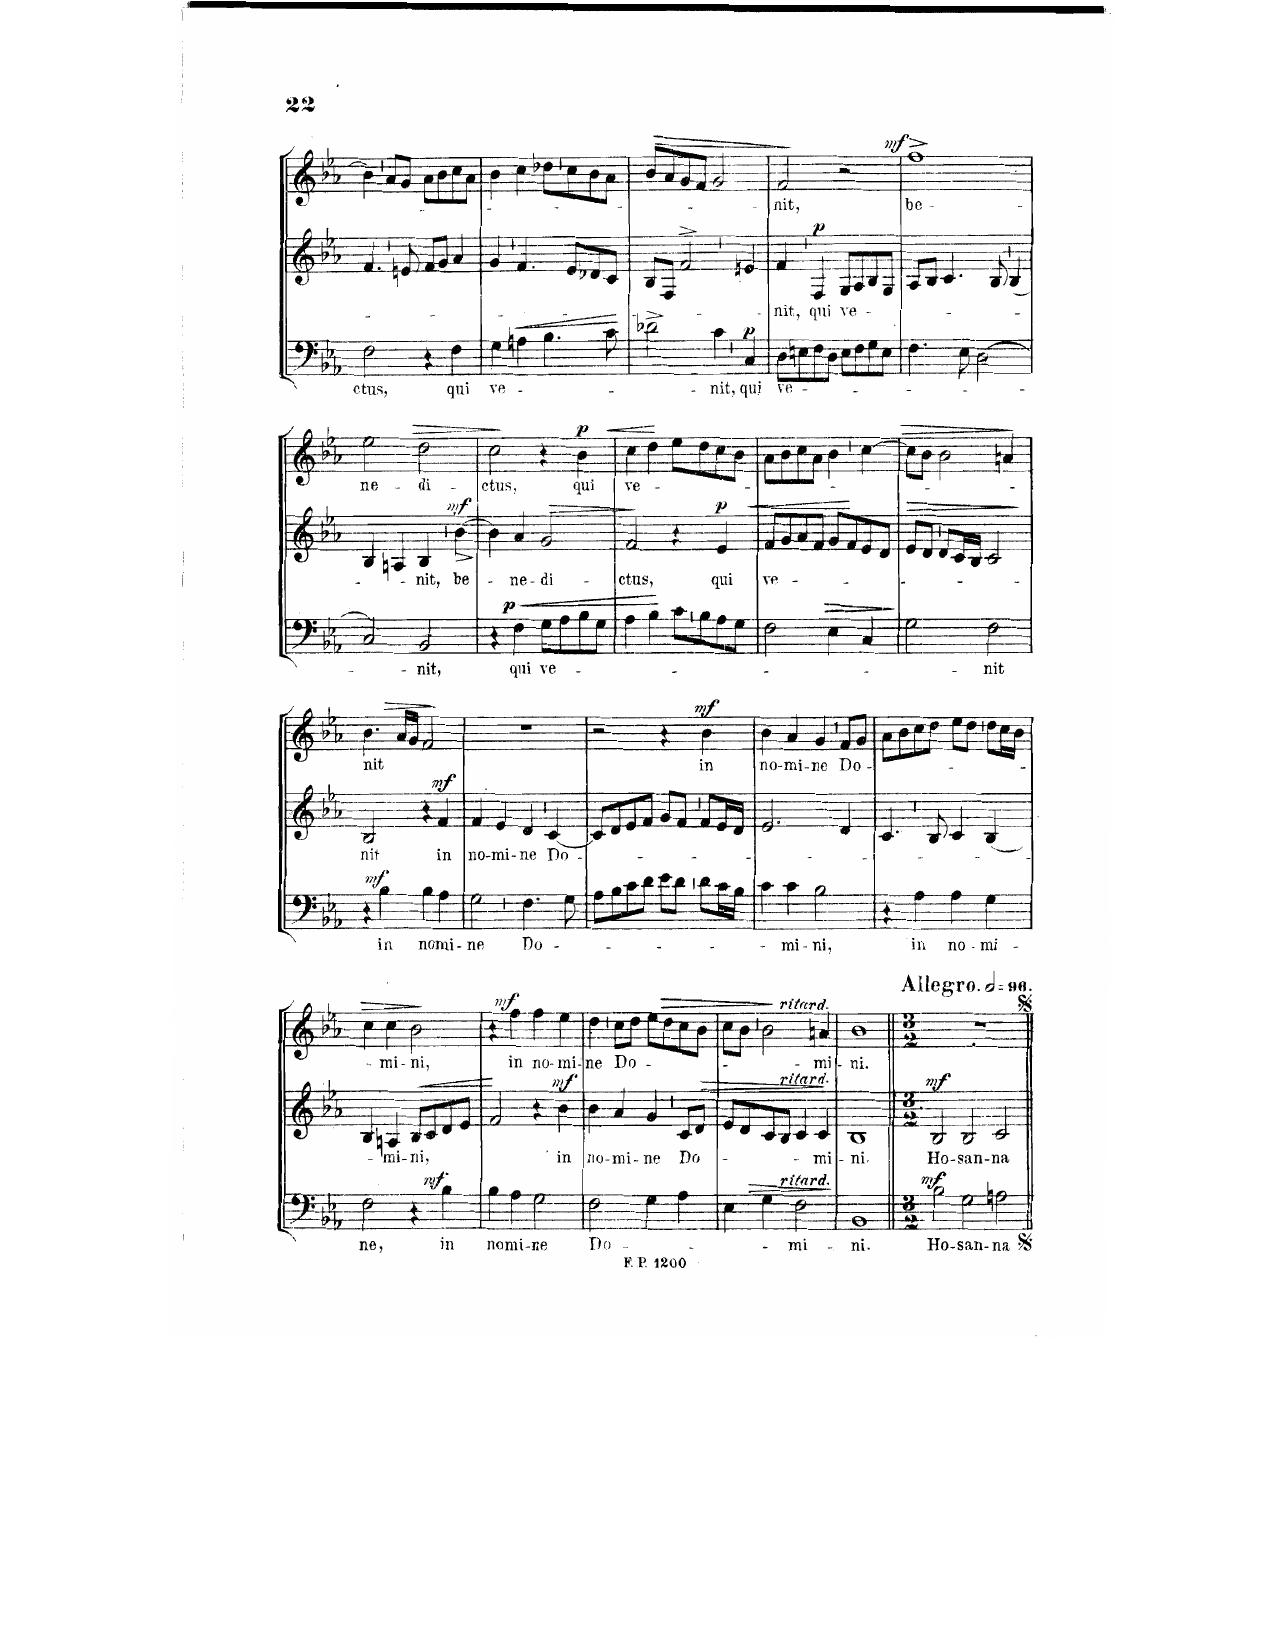 22
mf
nit, be -
p
nit, qui ve -
p
ctus, qui ve - nit, qui ve -
p
ne - di - ctus, qui ve -
mf p
nit, be - ne - di - ctus, qui ve -
p
nit, qui ve - nit
mf
nit in no-mi-ne Do -
mf
nit in no-mi-ne Do -
mf
in nomi-ne Do - mi-ni, in no-mi-
Allegro. 𝅗𝅥 = 96.
mf ritard.
- mi-ni, in no-mi-ne Do - mi-ni.
mf ritard. mf
- mi-ni, in no-mi-ne Do - mi-ni. Ho-san-na
mf ritard. mf
ne, in nomi-ne Do - mi - ni. Ho-san-na
F. P. 1200